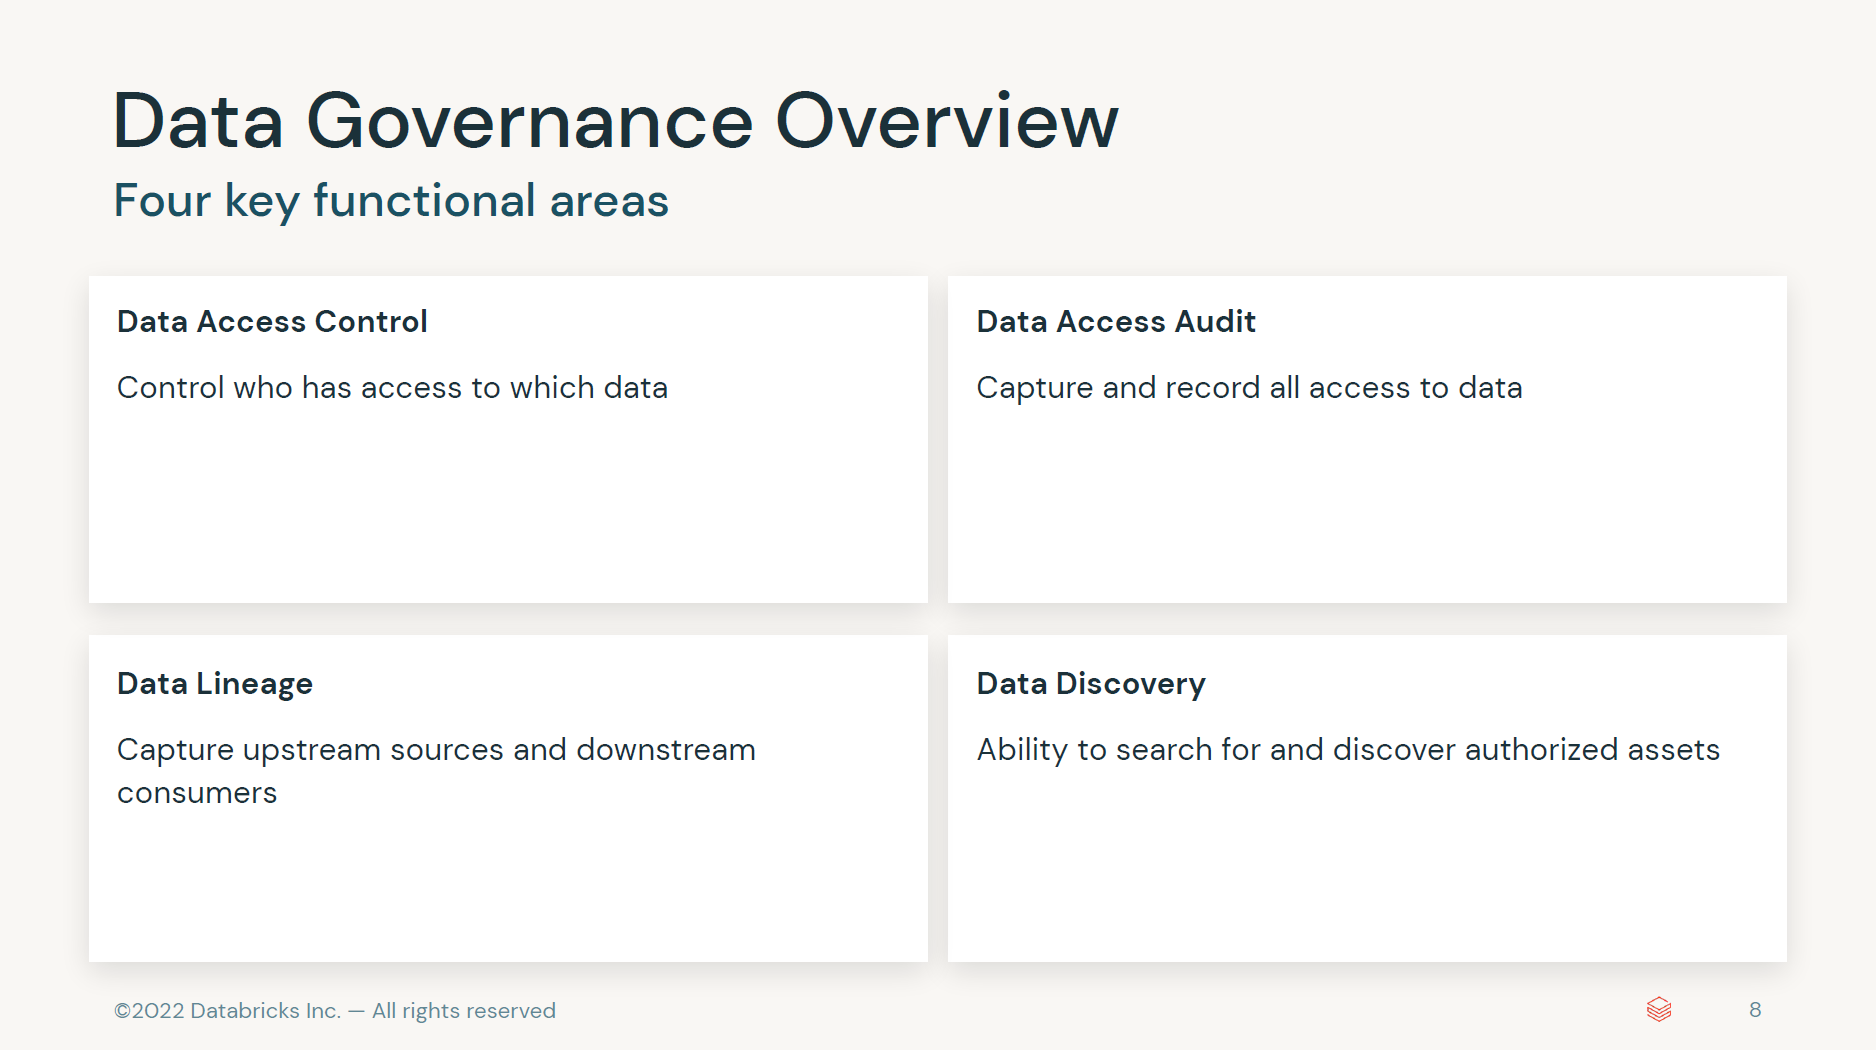 Data Governance Overview
Four key functional areas
Data Access Control
Control who has access to which data
Data Access Audit
Capture and record all access to data
Data Lineage
Capture upstream sources and downstream
consumers
Data Discovery
Ability to search for and discover authorized assets
©2022 Databricks Inc. — All rights reserved
8